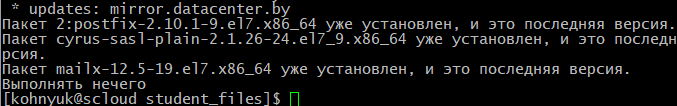 * updates: mirror.datacenter.by
Пакет 2:postfix-2.10.1-9.el7.x86_64 уже установлен, и это последняя версия.
Пакет cyrus-sasl-plain-2.1.26-24.el7_9.x86_64 уже установлен, и это последн
рсия.
Пакет mailx-12.5-19.el7.x86_64 уже установлен, и это последняя версия.
Выполнять нечего
[kohnyuk@scloud student_files]$